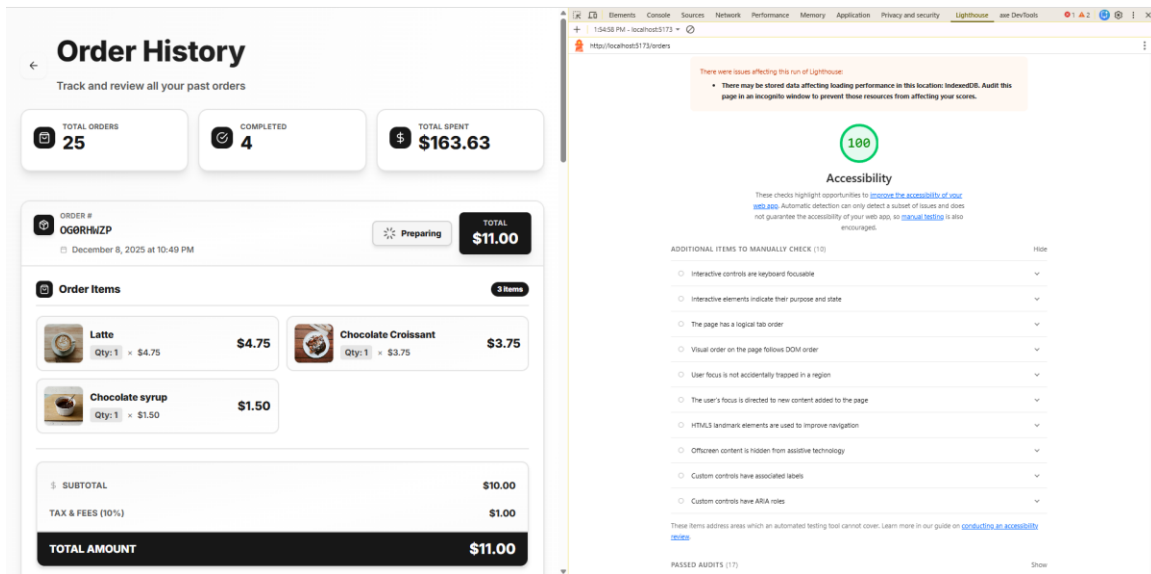 Order History
Track and review all your past orders
TOTAL ORDERS
25
COMPLETED
4
TOTAL SPENT
$163.63
ORDER #
OG0RHWZP
December 8, 2025 at 10:49 PM
Preparing
TOTAL
$11.00
Order Items
3 items
Latte
Qty: 1 × $4.75
$4.75
Chocolate Croissant
Qty: 1 × $3.75
$3.75
Chocolate syrup
Qty: 1 × $1.50
$1.50
$ SUBTOTAL
$10.00
TAX & FEES (10%)
$1.00
TOTAL AMOUNT
$11.00
Elements Console Sources Network Performance Memory Application Privacy and security Lighthouse axe DevTools 1 2
1:54:58 PM - localhost:5173
http://localhost:5173/orders
There were issues affecting this run of Lighthouse:
• There may be stored data affecting loading performance in this location: IndexedDB. Audit this
page in an incognito window to prevent those resources from affecting your scores.
100
Accessibility
These checks highlight opportunities to improve the accessibility of your
web app. Automatic detection can only detect a subset of issues and does
not guarantee the accessibility of your web app, so manual testing is also
encouraged.
ADDITIONAL ITEMS TO MANUALLY CHECK (10) Hide
Interactive controls are keyboard focusable
Interactive elements indicate their purpose and state
The page has a logical tab order
Visual order on the page follows DOM order
User focus is not accidentally trapped in a region
The user's focus is directed to new content added to the page
HTML5 landmark elements are used to improve navigation
Offscreen content is hidden from assistive technology
Custom controls have associated labels
Custom controls have ARIA roles
These items address areas which an automated testing tool cannot cover. Learn more in our guide on conducting an accessibility
review.
PASSED AUDITS (17) Show